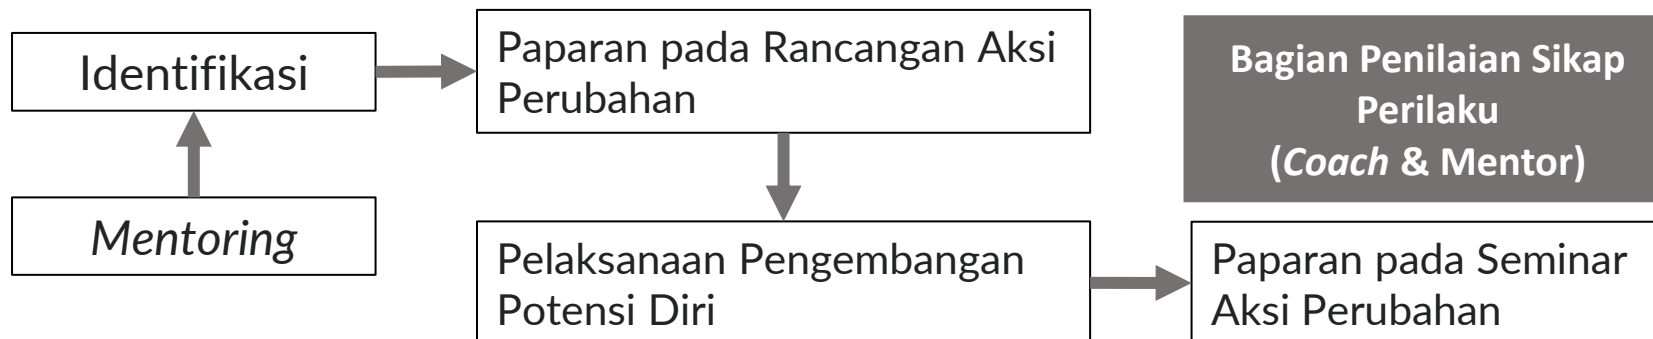 Identifikasi
Paparan pada Rancangan Aksi
Perubahan
Bagian Penilaian Sikap
Perilaku
(Coach & Mentor)
Mentoring
Pelaksanaan Pengembangan
Potensi Diri
Paparan pada Seminar
Aksi Perubahan